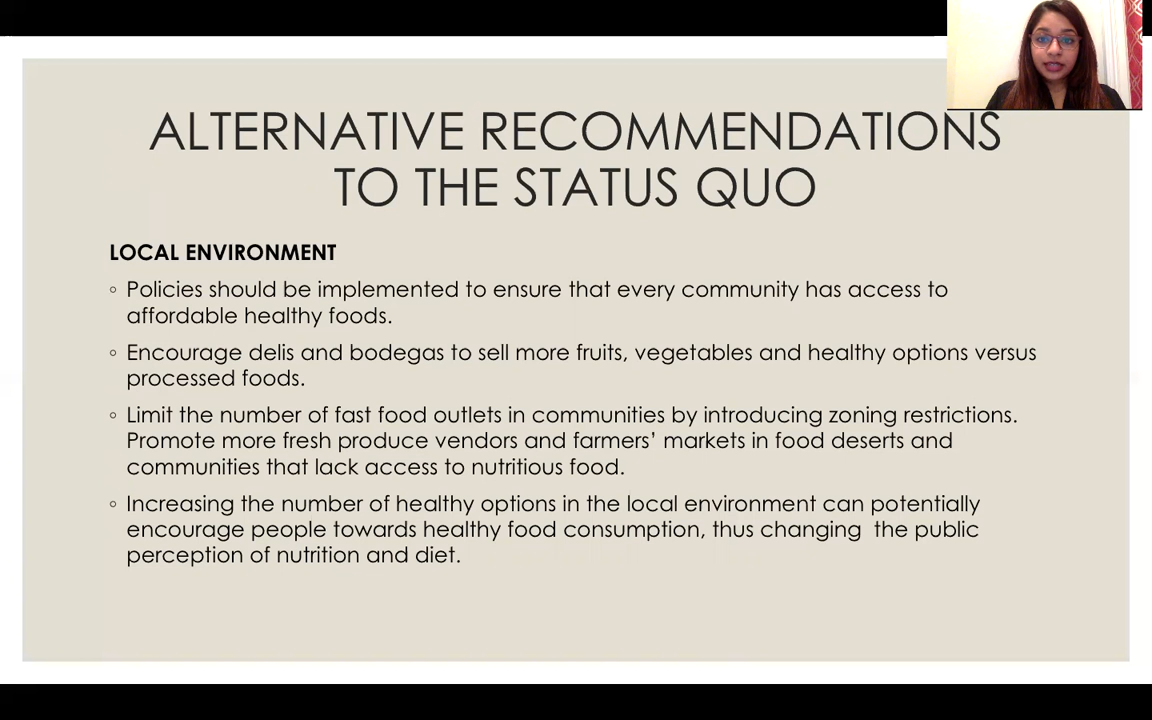 ALTERNATIVE RECOMMENDATIONS
TO THE STATUS QUO
LOCAL ENVIRONMENT
◦ Policies should be implemented to ensure that every community has access to
affordable healthy foods.
◦ Encourage delis and bodegas to sell more fruits, vegetables and healthy options versus
processed foods.
◦ Limit the number of fast food outlets in communities by introducing zoning restrictions.
Promote more fresh produce vendors and farmers’ markets in food deserts and
communities that lack access to nutritious food.
◦ Increasing the number of healthy options in the local environment can potentially
encourage people towards healthy food consumption, thus changing  the public
perception of nutrition and diet.